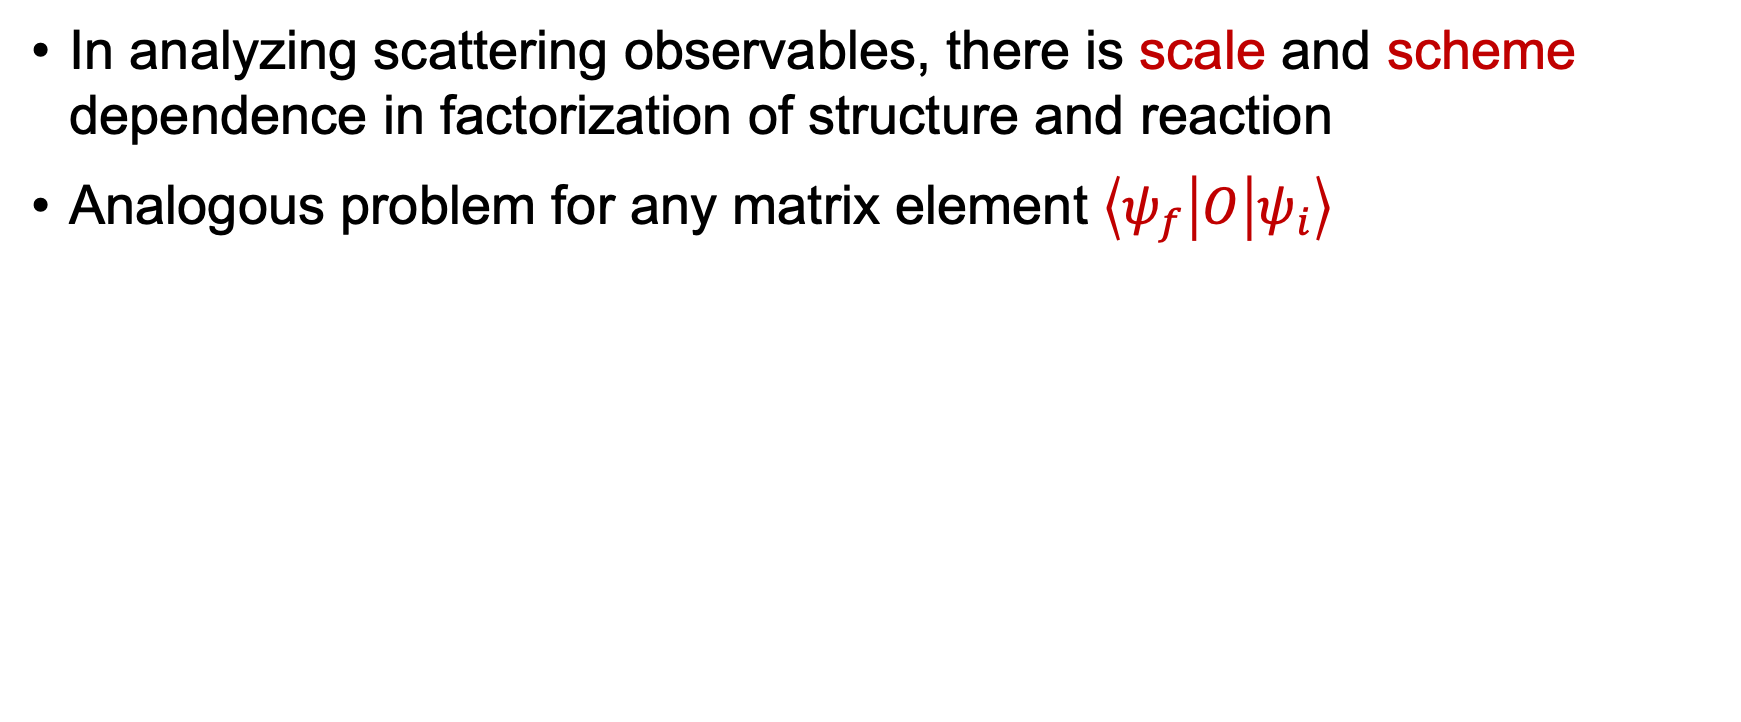 • In analyzing scattering observables, there is scale and scheme
dependence in factorization of structure and reaction
• Analogous problem for any matrix element ⟨ψ_f|O|ψ_i⟩